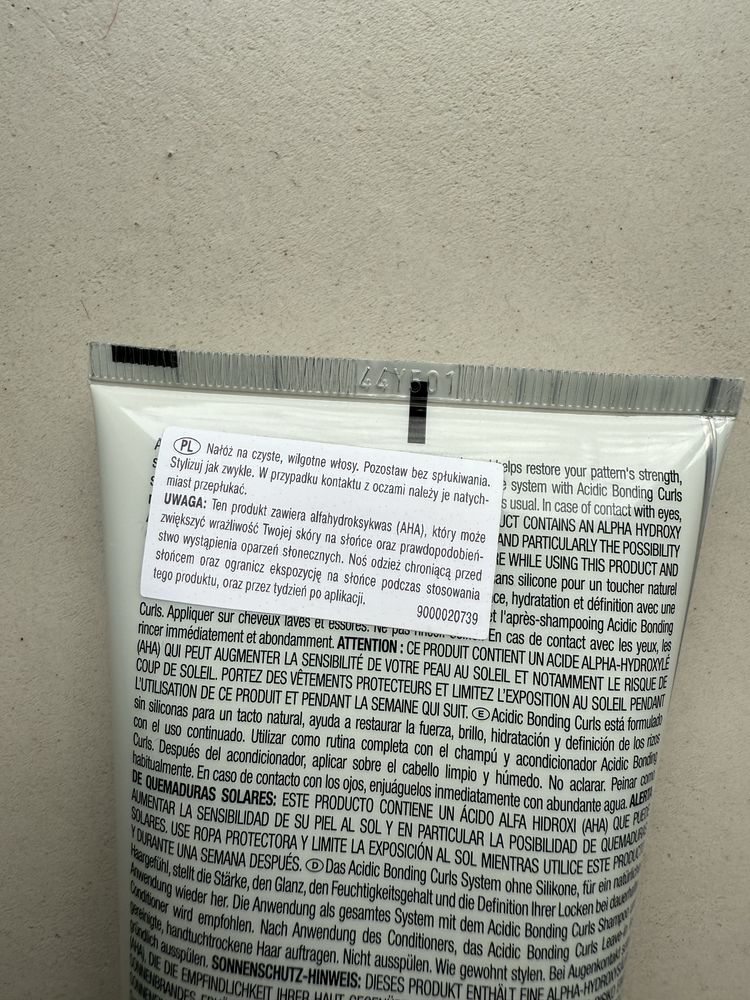 44Y501
PL Nałóż na czyste, wilgotne włosy. Pozostaw bez spłukiwania.
Stylizuj jak zwykle. W przypadku kontaktu z oczami należy je natych-
miast przepłukać.
UWAGA: Ten produkt zawiera alfahydroksykwas (AHA), który może
zwiększyć wrażliwość Twojej skóry na słońce oraz prawdopodobień-
stwo wystąpienia oparzeń słonecznych. Noś odzież chroniącą przed
słońcem oraz ogranicz ekspozycję na słońce podczas stosowania
tego produktu, oraz przez tydzień po aplikacji.
9000020739
helps restore your pattern's strength,
system with Acidic Bonding Curls
usual. In case of contact with eyes,
CONTAINS AN ALPHA HYDROXY
AND PARTICULARLY THE POSSIBILITY
WHILE USING THIS PRODUCT AND
sans silicone pour un toucher naturel
hydratation et définition avec une
et l'après-shampooing Acidic Bonding
Curls. Appliquer sur cheveux lavés et essorés. Ne pas En cas de contact avec les yeux, les
rincer immédiatement et abondamment. ATTENTION : CE PRODUIT CONTIENT UN ACIDE ALPHA-HYDROXYLÉ
(AHA) QUI PEUT AUGMENTER LA SENSIBILITÉ DE VOTRE PEAU AU SOLEIL ET NOTAMMENT LE RISQUE DE
COUP DE SOLEIL. PORTEZ DES VÊTEMENTS PROTECTEURS ET LIMITEZ L'EXPOSITION AU SOLEIL PENDANT
L'UTILISATION DE CE PRODUIT ET PENDANT LA SEMAINE QUI SUIT. E Acidic Bonding Curls está formulado
sin siliconas para un tacto natural, ayuda a restaurar la fuerza, brillo, hidratación y definición de los rizos
con el uso continuado. Utilizar como rutina completa con el champú y acondicionador Acidic Bonding
Curls. Después del acondicionador, aplicar sobre el cabello limpio y húmedo. No aclarar. Peinar como
habitualmente. En caso de contacto con los ojos, enjuáguelos inmediatamente con abundante agua. ALERTA
DE QUEMADURAS SOLARES: ESTE PRODUCTO CONTIENE UN ÁCIDO ALFA HIDROXI (AHA) QUE PUEDE
AUMENTAR LA SENSIBILIDAD DE SU PIEL AL SOL Y EN PARTICULAR LA POSIBILIDAD DE QUEMADURAS
SOLARES. USE ROPA PROTECTORA Y LIMITE LA EXPOSICIÓN AL SOL MIENTRAS UTILICE ESTE PRODUCTO
Y DURANTE UNA SEMANA DESPUÉS. D Das Acidic Bonding Curls System ohne Silikone, für ein natürliches
Haargefühl, stellt die Stärke, den Glanz, den Feuchtigkeitsgehalt und die Definition Ihrer Locken bei dauerhafter
Anwendung wieder her. Die Anwendung als gesamtes System mit dem Acidic Bonding Curls Shampoo
Conditioner wird empfohlen. Nach Anwendung des Conditioners, das Acidic Bonding Curls Leave-in
gereinigte, handtuchtrockene Haar auftragen. Nicht ausspülen. Wie gewohnt stylen. Bei Augenkontakt
gründlich ausspülen. SONNENSCHUTZ-HINWEIS: DIESES PRODUKT ENTHÄLT EINE ALPHA-HYDROXYSÄURE
(AHA), DIE DIE EMPFINDLICHKEIT IHRER HAUT